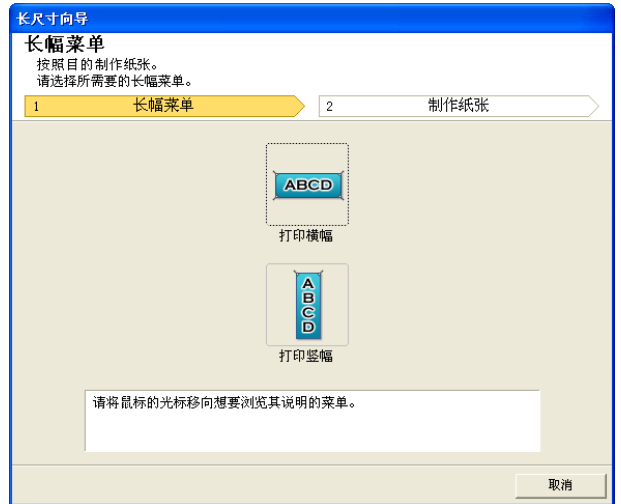 长尺寸向导
长幅菜单
按照目的制作纸张。
请选择所需要的长幅菜单。
1 长幅菜单 2 制作纸张
ABCD
打印横幅
A
B
C
D
打印竖幅
请将鼠标的光标移向想要浏览其说明的菜单。
取消